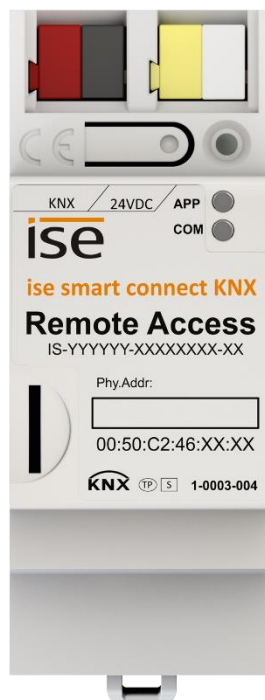 CE
KNX / 24VDC / APP
COM
ise
ise smart connect KNX
Remote Access
IS-YYYYYY-XXXXXXXX-XX
Phy.Addr:
00:50:C2:46:XX:XX
KNX TP S 1-0003-004